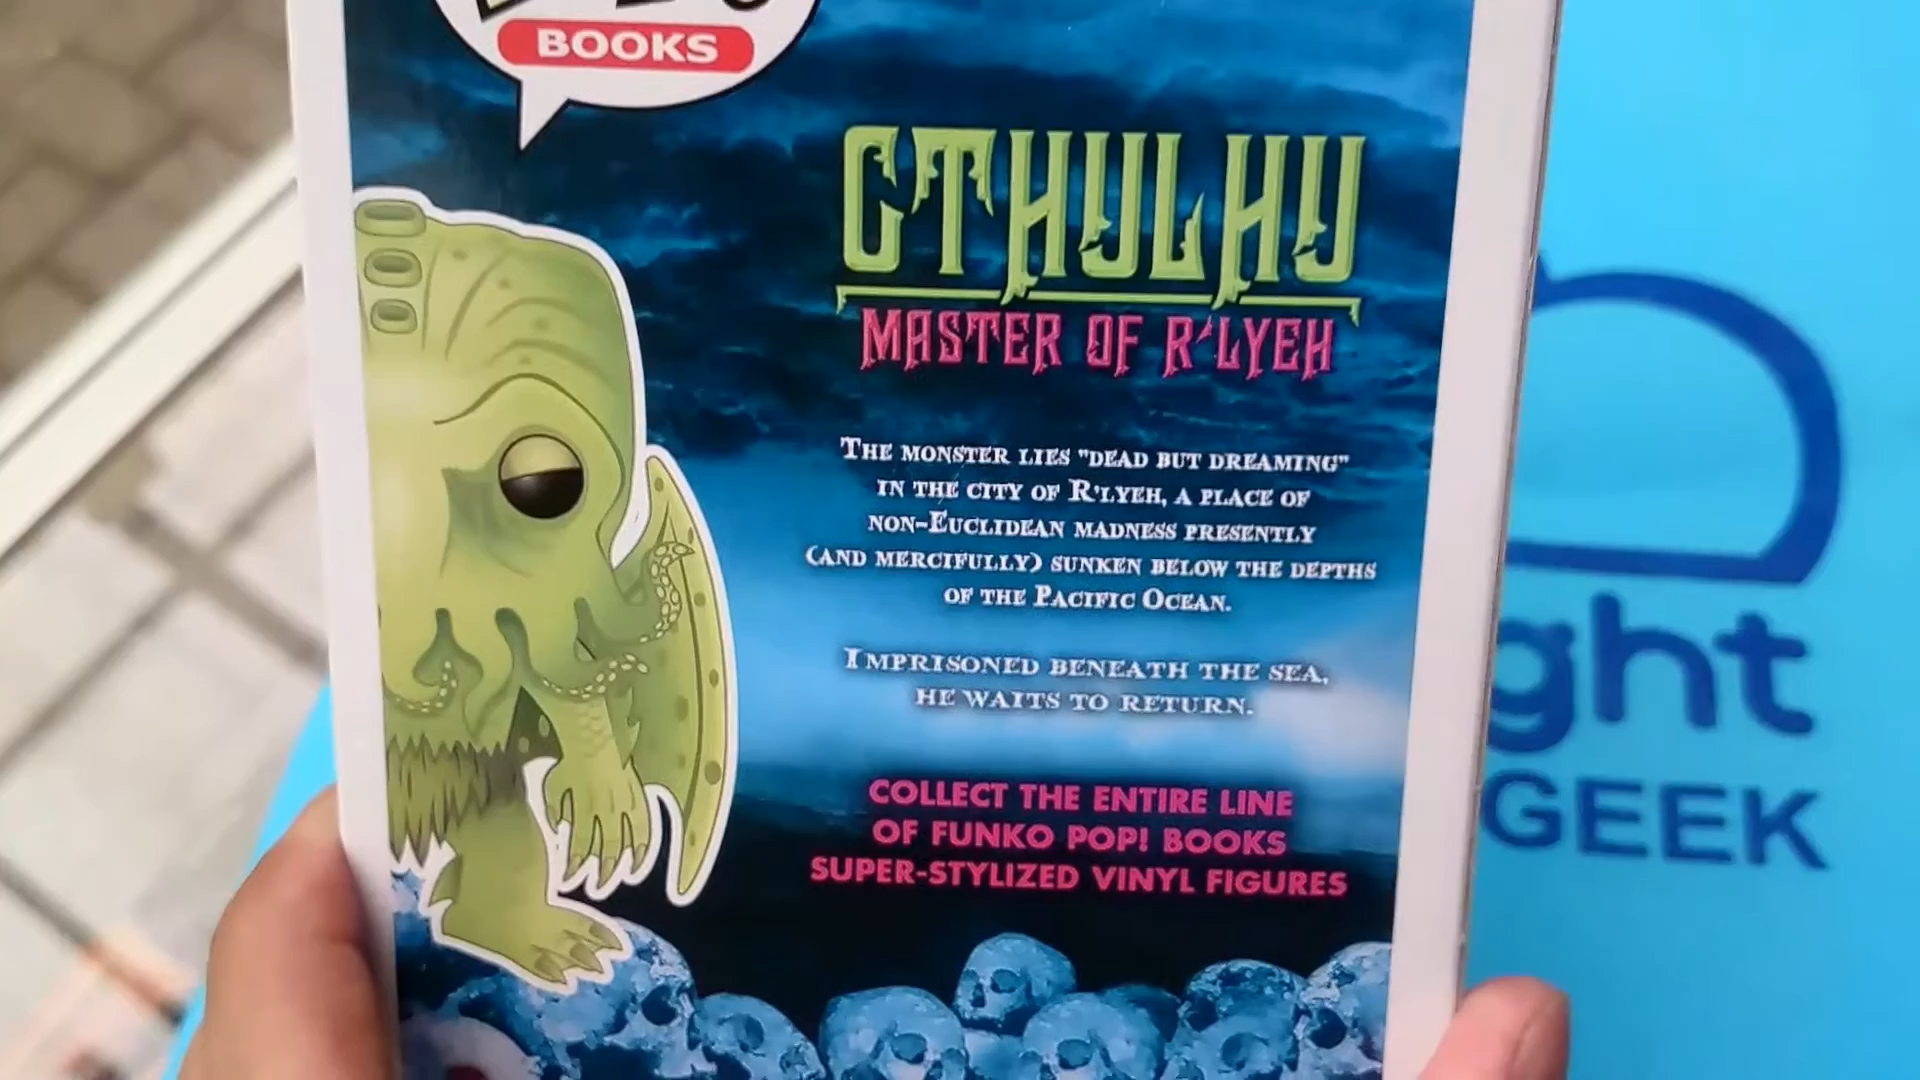 BOOKS
CTHULHU
MASTER OF R'LYEH
THE MONSTER LIES "DEAD BUT DREAMING"
IN THE CITY OF R'LYEH, A PLACE OF
NON-EUCLIDEAN MADNESS PRESENTLY
(AND MERCIFULLY) SUNKEN BELOW THE DEPTHS
OF THE PACIFIC OCEAN.
IMPRISONED BENEATH THE SEA,
HE WAITS TO RETURN.
COLLECT THE ENTIRE LINE
OF FUNKO POP! BOOKS
SUPER-STYLIZED VINYL FIGURES
ght
GEEK